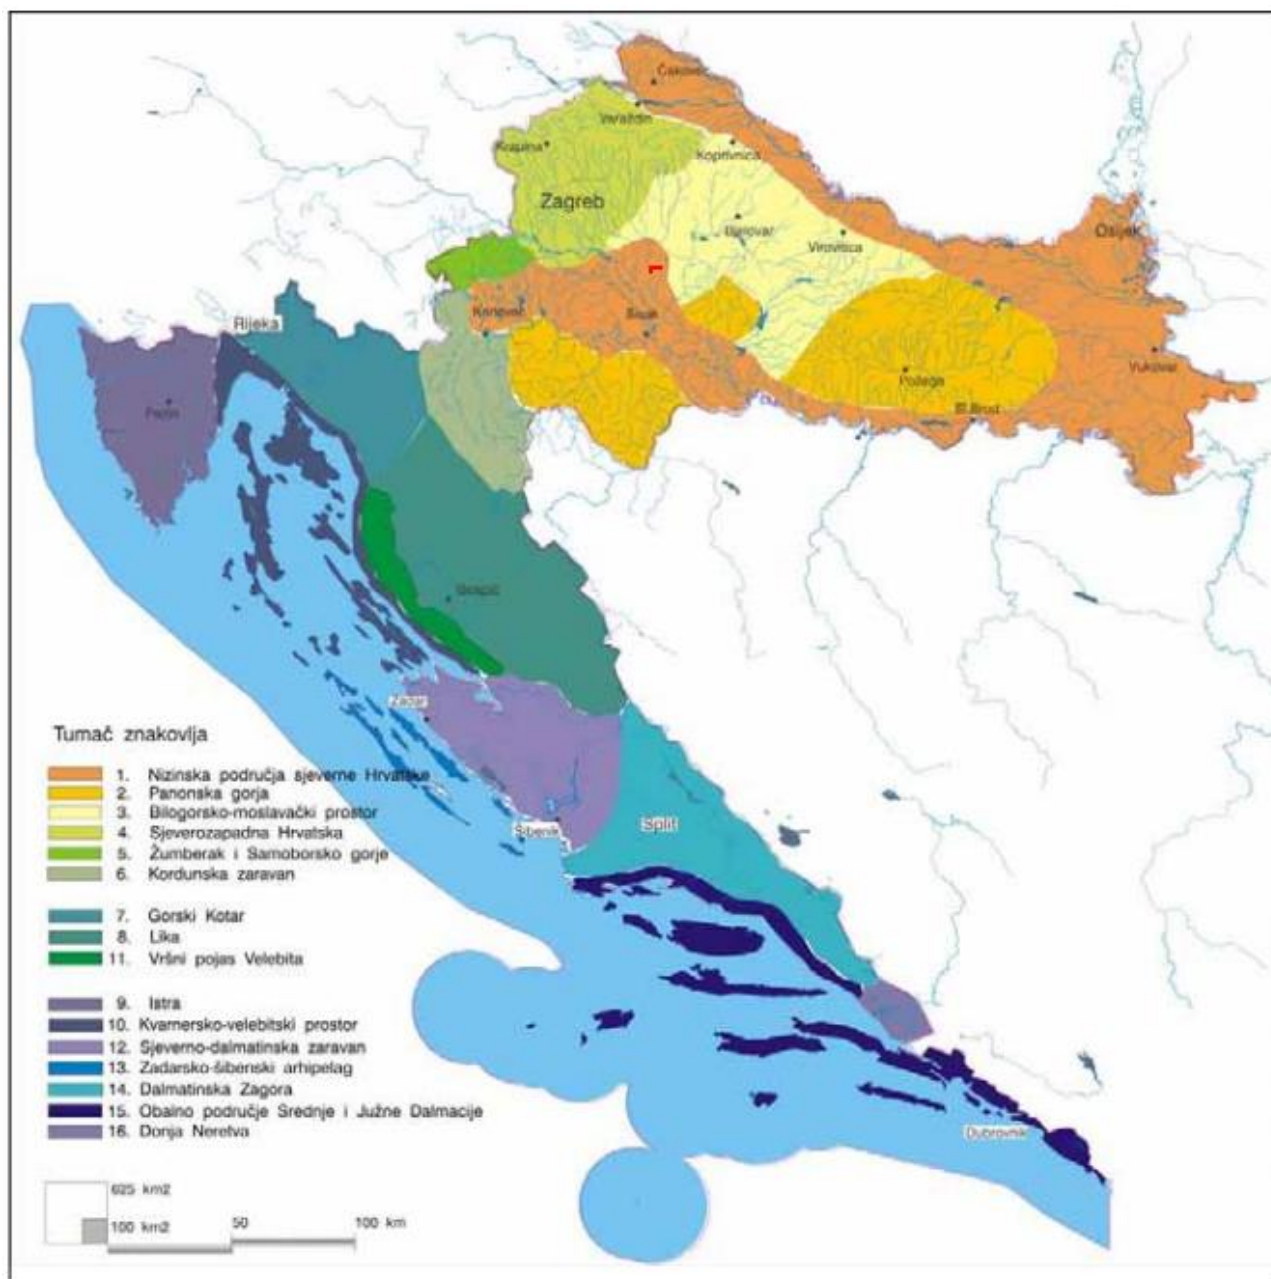 Čakovec
Varaždin
Krapina
Koprivnica
Zagreb
Bjelovar
Virovitica
Osijek
Rijeka
Karlovac
Sisak
Požega
Vukovar
Sl.Brod
Pazin
Gospić
Zadar
Šibenik
Split
Dubrovnik
Tumač znakovlja
1. Nizinska područja sjeverne Hrvatske
2. Panonska gorja
3. Bilogorsko-moslavački prostor
4. Sjeverozapadna Hrvatska
5. Žumberak i Samoborsko gorje
6. Kordunska zaravan
7. Gorski Kotar
8. Lika
11. Vršni pojas Velebita
9. Istra
10. Kvarnersko-velebitski prostor
12. Sjeverno-dalmatinska zaravan
13. Zadarsko-šibenski arhipelag
14. Dalmatinska Zagora
15. Obalno područje Srednje i Južne Dalmacije
16. Donja Neretva
625 km2
100 km2
50
100 km